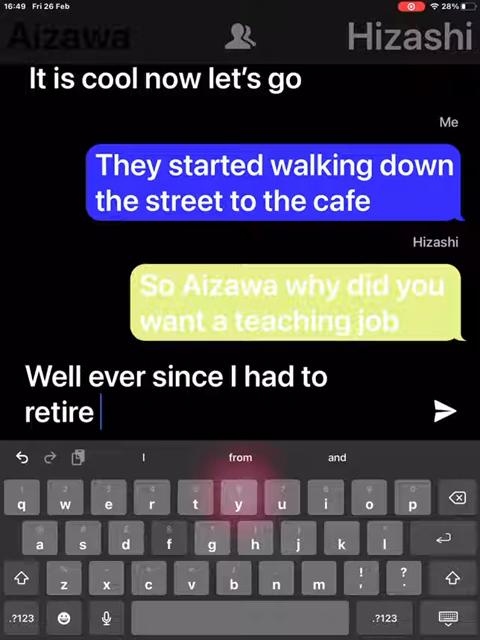 16:49 Fri 26 Feb 28%
Aizawa Hizashi
It is cool now let's go
Me
They started walking down
the street to the cafe
Hizashi
So Aizawa why did you
want a teaching job
Well ever since I had to
retire
I from and
q w e r t y u i o p
a s d f g h j k l
z x c v b n m ! , ? .
.?123 .?123